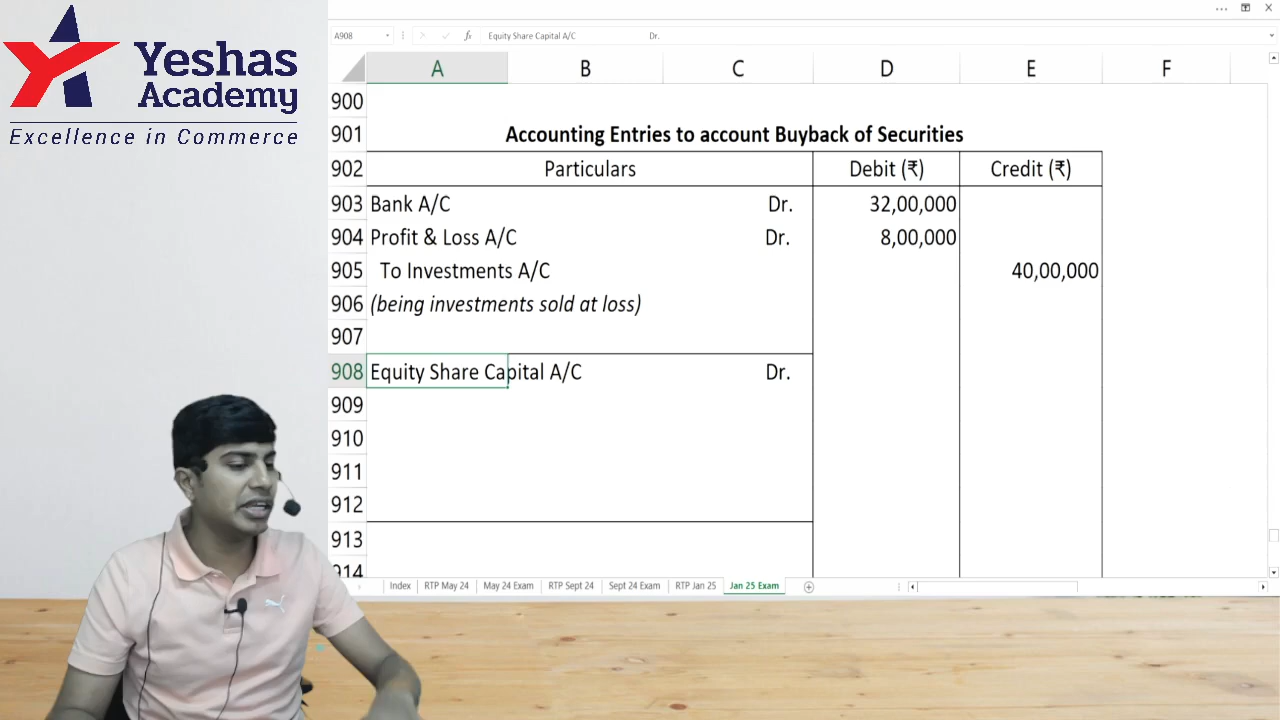 Yeshas
Academy
Excellence in Commerce
A908 fx Equity Share Capital A/C Dr.
A B C D E F
900
901 Accounting Entries to account Buyback of Securities
902 Particulars Debit (₹) Credit (₹)
903 Bank A/C Dr. 32,00,000
904 Profit & Loss A/C Dr. 8,00,000
905 To Investments A/C 40,00,000
906 (being investments sold at loss)
907
908 Equity Share Capital A/C Dr.
909
910
911
912
913
914
Index RTP May 24 May 24 Exam RTP Sept 24 Sept 24 Exam RTP Jan 25 Jan 25 Exam